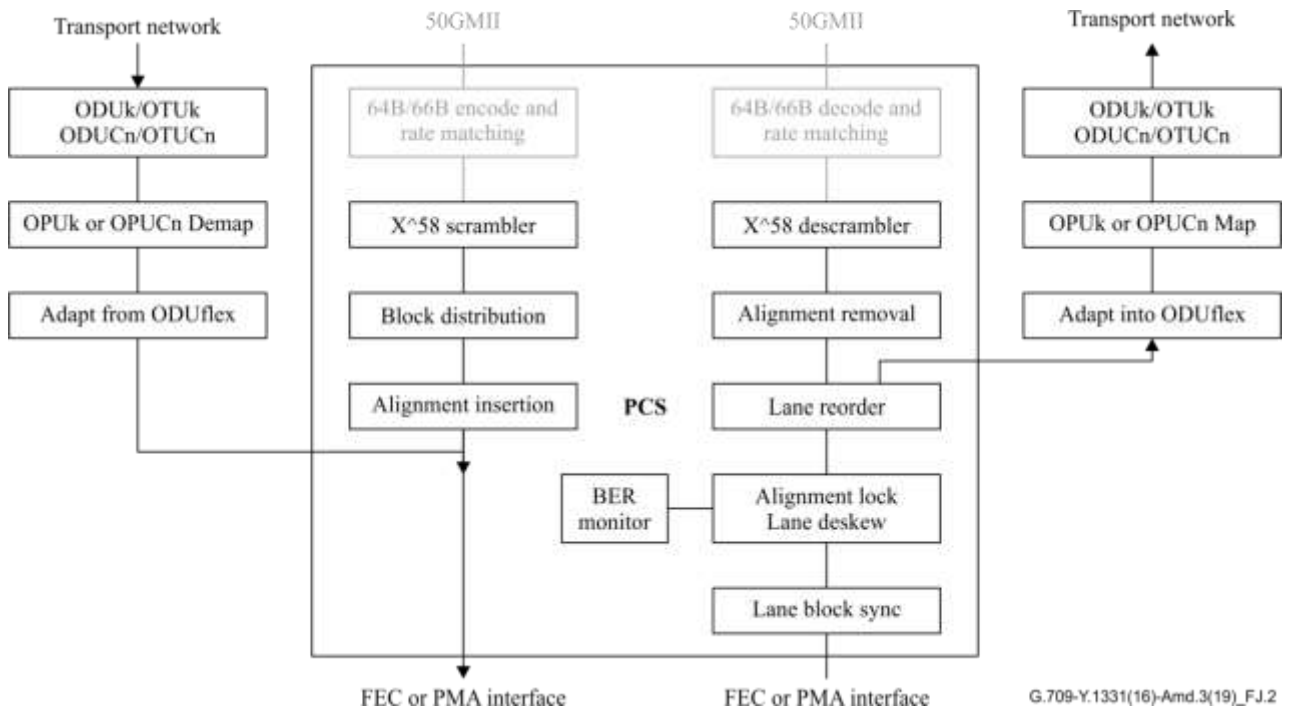 Transport network
50GMII
50GMII
Transport network
ODUk/OTUk
ODUCn/OTUCn
64B/66B encode and
rate matching
64B/66B decode and
rate matching
ODUk/OTUk
ODUCn/OTUCn
OPUk or OPUCn Demap
X^58 scrambler
X^58 descrambler
OPUk or OPUCn Map
Adapt from ODUflex
Block distribution
Alignment removal
Adapt into ODUflex
Alignment insertion
PCS
Lane reorder
BER
monitor
Alignment lock
Lane deskew
Lane block sync
FEC or PMA interface
FEC or PMA interface
G.709-Y.1331(16)-Amd.3(19)_FJ.2